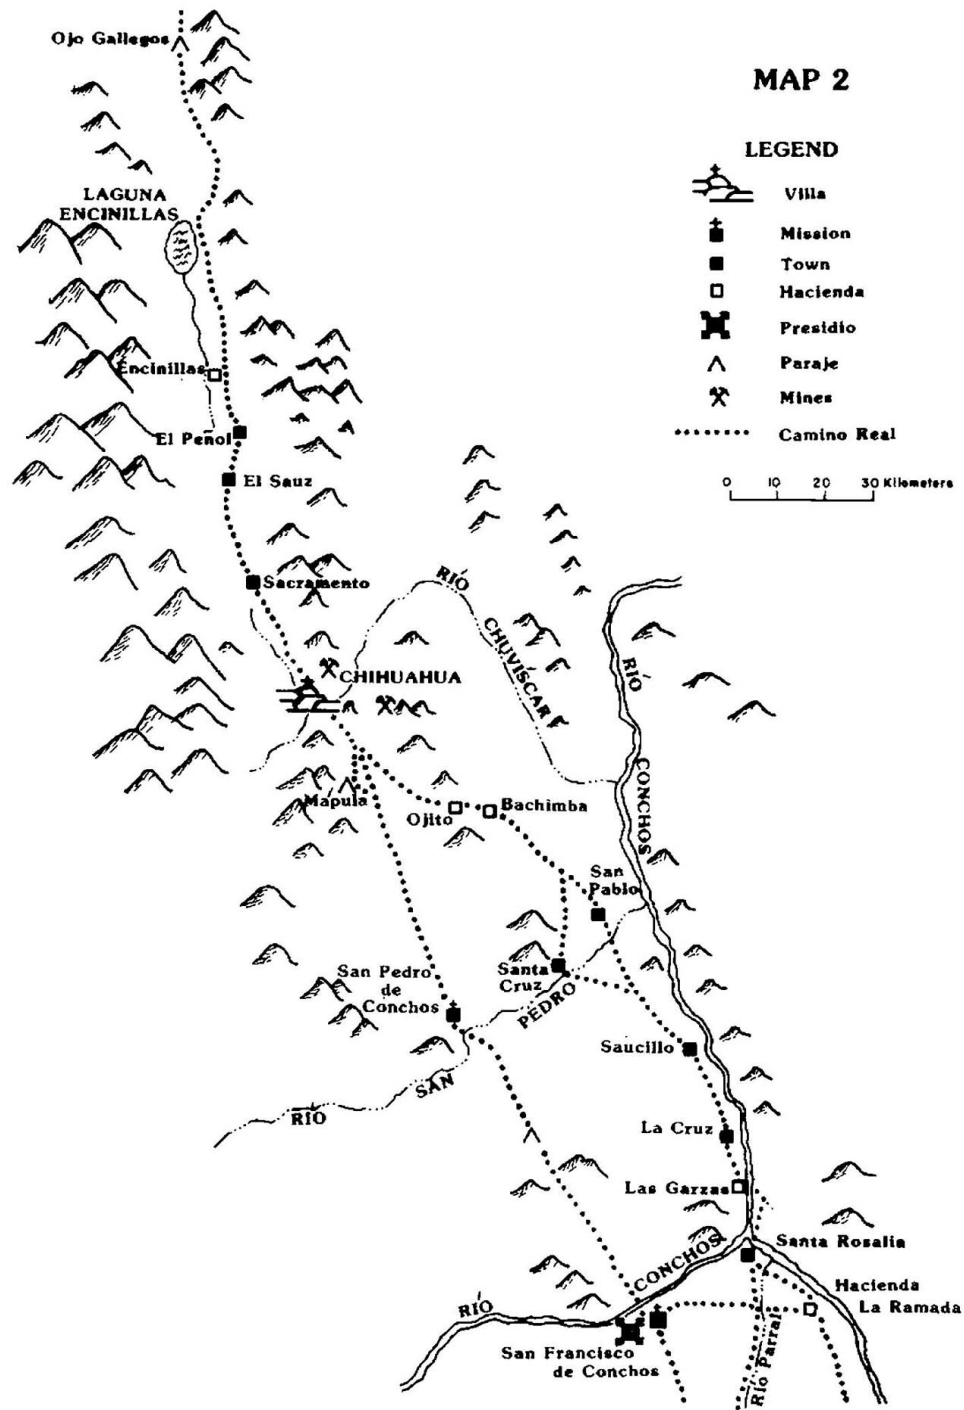 Ojo Gallegos
MAP 2
LEGEND
Villa
Mission
Town
Hacienda
Presidio
Paraje
Mines
Camino Real
0 10 20 30 Kilometers
LAGUNA
ENCINILLAS
Encinillas
El Peñol
El Sauz
Sacramento
RÍO
CHUVÍSCAR
RÍO
CONCHOS
CHIHUAHUA
Mápula
Ojito
Bachimba
San
Pablo
Santa
Cruz
San Pedro
de
Conchos
PEDRO
SAN
RÍO
Saucillo
La Cruz
Las Garzas
Santa Rosalia
CONCHOS
RÍO
Hacienda
La Ramada
San Francisco
de Conchos
Río Parral